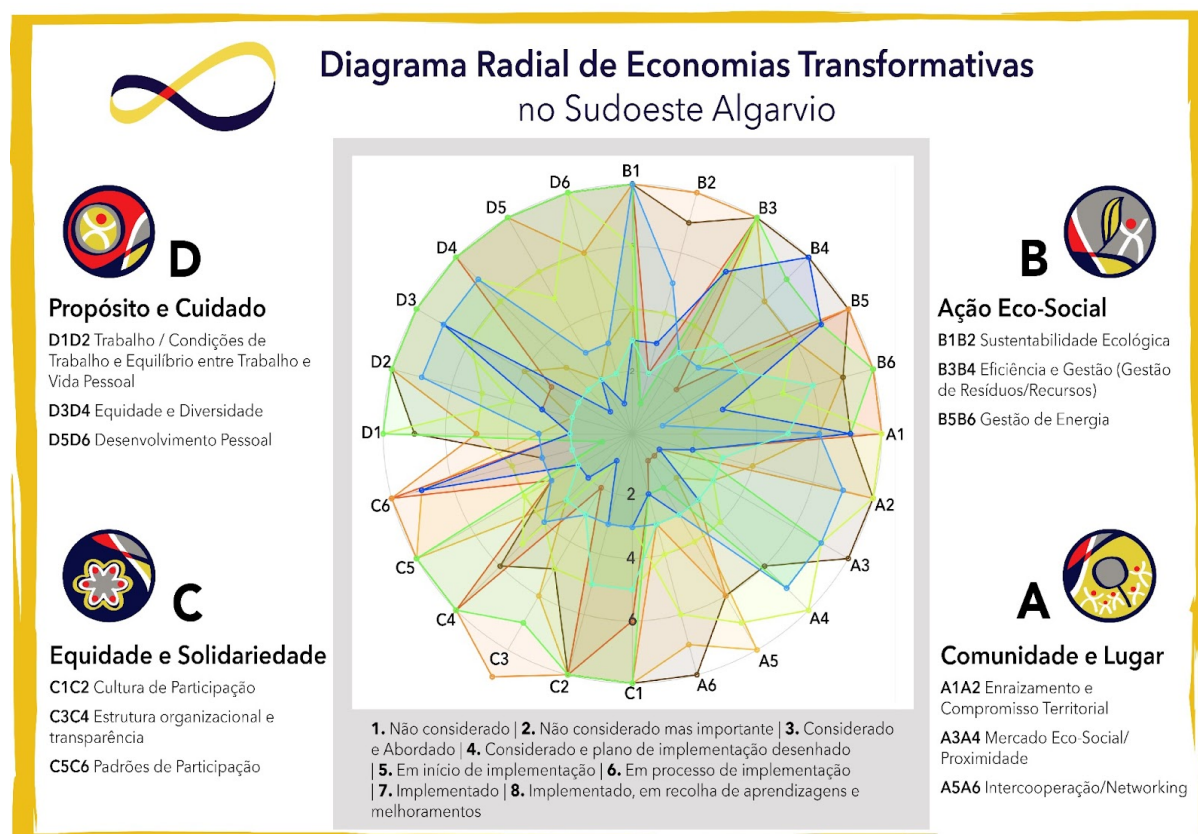 Diagrama Radial de Economias Transformativas
no Sudoeste Algarvio
D
Propósito e Cuidado
D1D2 Trabalho / Condições de
Trabalho e Equilíbrio entre Trabalho e
Vida Pessoal
D3D4 Equidade e Diversidade
D5D6 Desenvolvimento Pessoal
C
Equidade e Solidariedade
C1C2 Cultura de Participação
C3C4 Estrutura organizacional e
transparência
C5C6 Padrões de Participação
B1
B2
B3
B4
B5
B6
A1
A2
A3
A4
A5
A6
C1
C2
C3
C4
C5
C6
D1
D2
D3
D4
D5
D6
2
2
4
6
1. Não considerado | 2. Não considerado mas importante | 3. Considerado
e Abordado | 4. Considerado e plano de implementação desenhado
| 5. Em início de implementação | 6. Em processo de implementação
| 7. Implementado | 8. Implementado, em recolha de aprendizagens e
melhoramentos
B
Ação Eco-Social
B1B2 Sustentabilidade Ecológica
B3B4 Eficiência e Gestão (Gestão
de Resíduos/Recursos)
B5B6 Gestão de Energia
A
Comunidade e Lugar
A1A2 Enraizamento e
Compromisso Territorial
A3A4 Mercado Eco-Social/
Proximidade
A5A6 Intercooperação/Networking